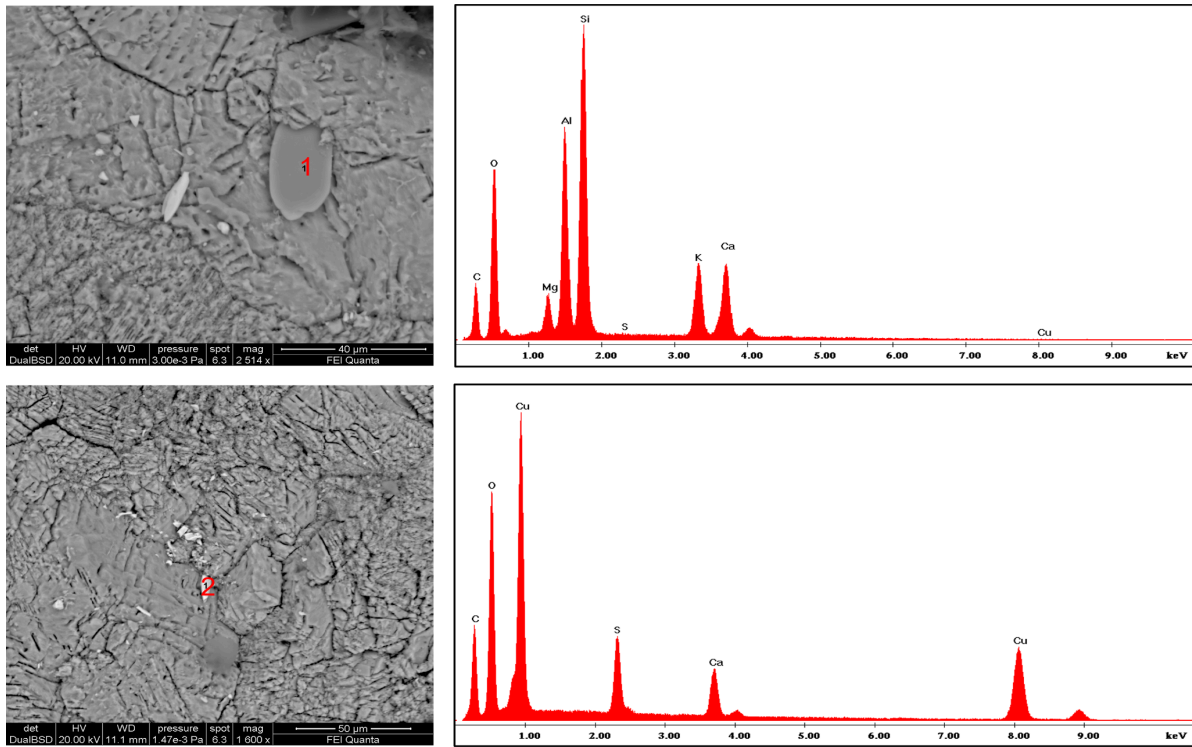 1
1
det HV WD pressure spot mag 40 µm
DualBSD 20.00 kV 11.0 mm 3.00e-3 Pa 6.3 2 514 x FEI Quanta
Si
Al
O
C
Mg
S
K
Ca
Cu
1.00 2.00 3.00 4.00 5.00 6.00 7.00 8.00 9.00 keV
2
1
det HV WD pressure spot mag 50 µm
DualBSD 20.00 kV 11.1 mm 1.47e-3 Pa 6.3 1 600 x FEI Quanta
Cu
O
C
S
Ca
Cu
1.00 2.00 3.00 4.00 5.00 6.00 7.00 8.00 9.00 keV